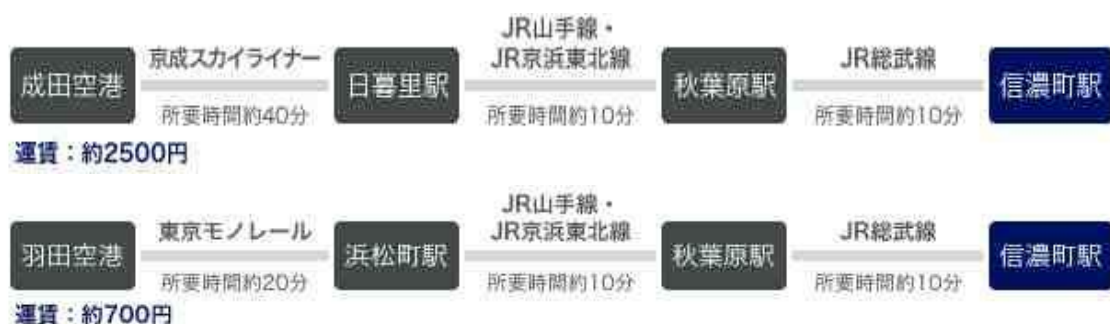 JR山手線・
京成スカイライナー JR京浜東北線 JR総武線
成田空港 日暮里駅 秋葉原駅 信濃町駅
所要時間約40分 所要時間約10分 所要時間約10分
運賃：約2500円
JR山手線・
東京モノレール JR京浜東北線 JR総武線
羽田空港 浜松町駅 秋葉原駅 信濃町駅
所要時間約20分 所要時間約10分 所要時間約10分
運賃：約700円